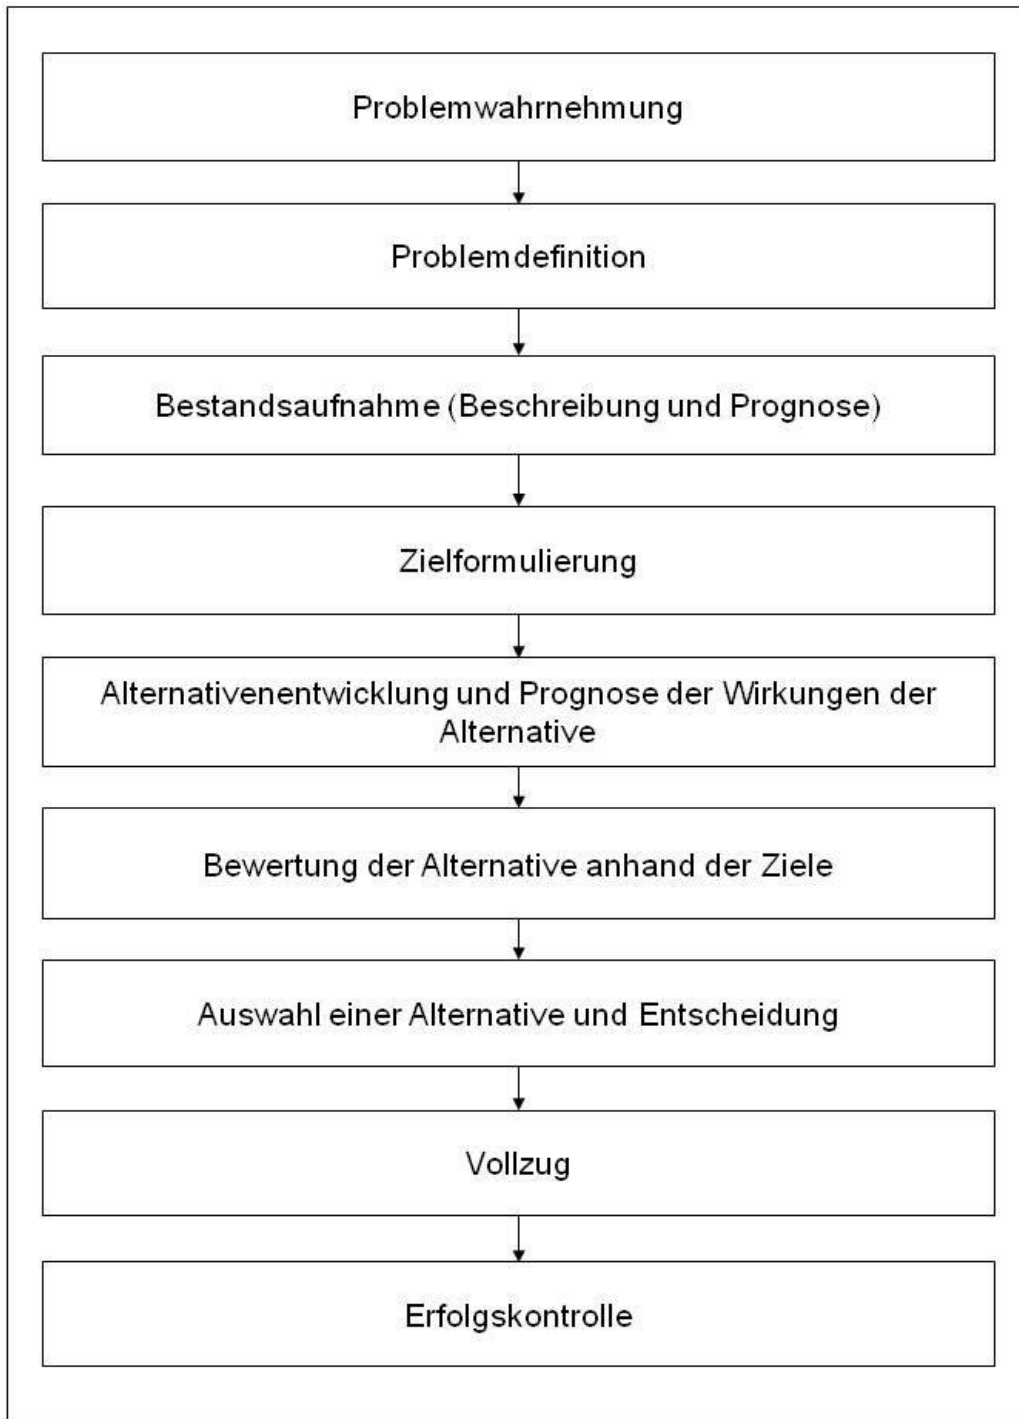 Problemwahrnehmung
Problemdefinition
Bestandsaufnahme (Beschreibung und Prognose)
Zielformulierung
Alternativenentwicklung und Prognose der Wirkungen der
Alternative
Bewertung der Alternative anhand der Ziele
Auswahl einer Alternative und Entscheidung
Vollzug
Erfolgskontrolle